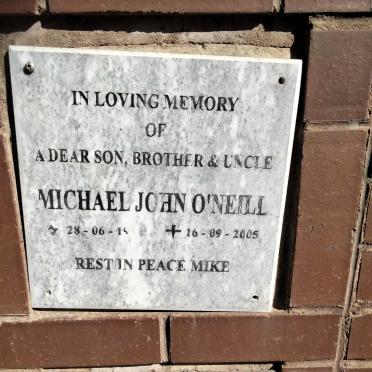 IN LOVING MEMORY
OF
A DEAR SON, BROTHER & UNCLE
MICHAEL JOHN O'NEILL
28 - 06 - 16 - 09 - 2005
REST IN PEACE MIKE